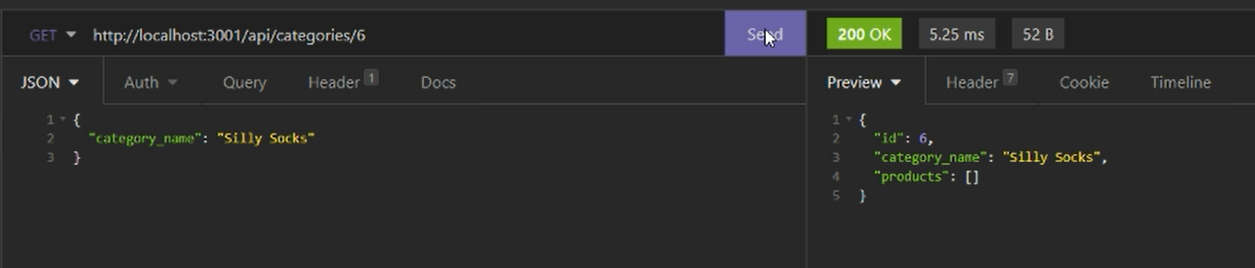 GET http://localhost:3001/api/categories/6 Send 200 OK 5.25 ms 52 B
JSON Auth Query Header 1 Docs Preview Header 7 Cookie Timeline
1 {
2 "category_name": "Silly Socks"
3 }
1 {
2 "id": 6,
3 "category_name": "Silly Socks",
4 "products": []
5 }